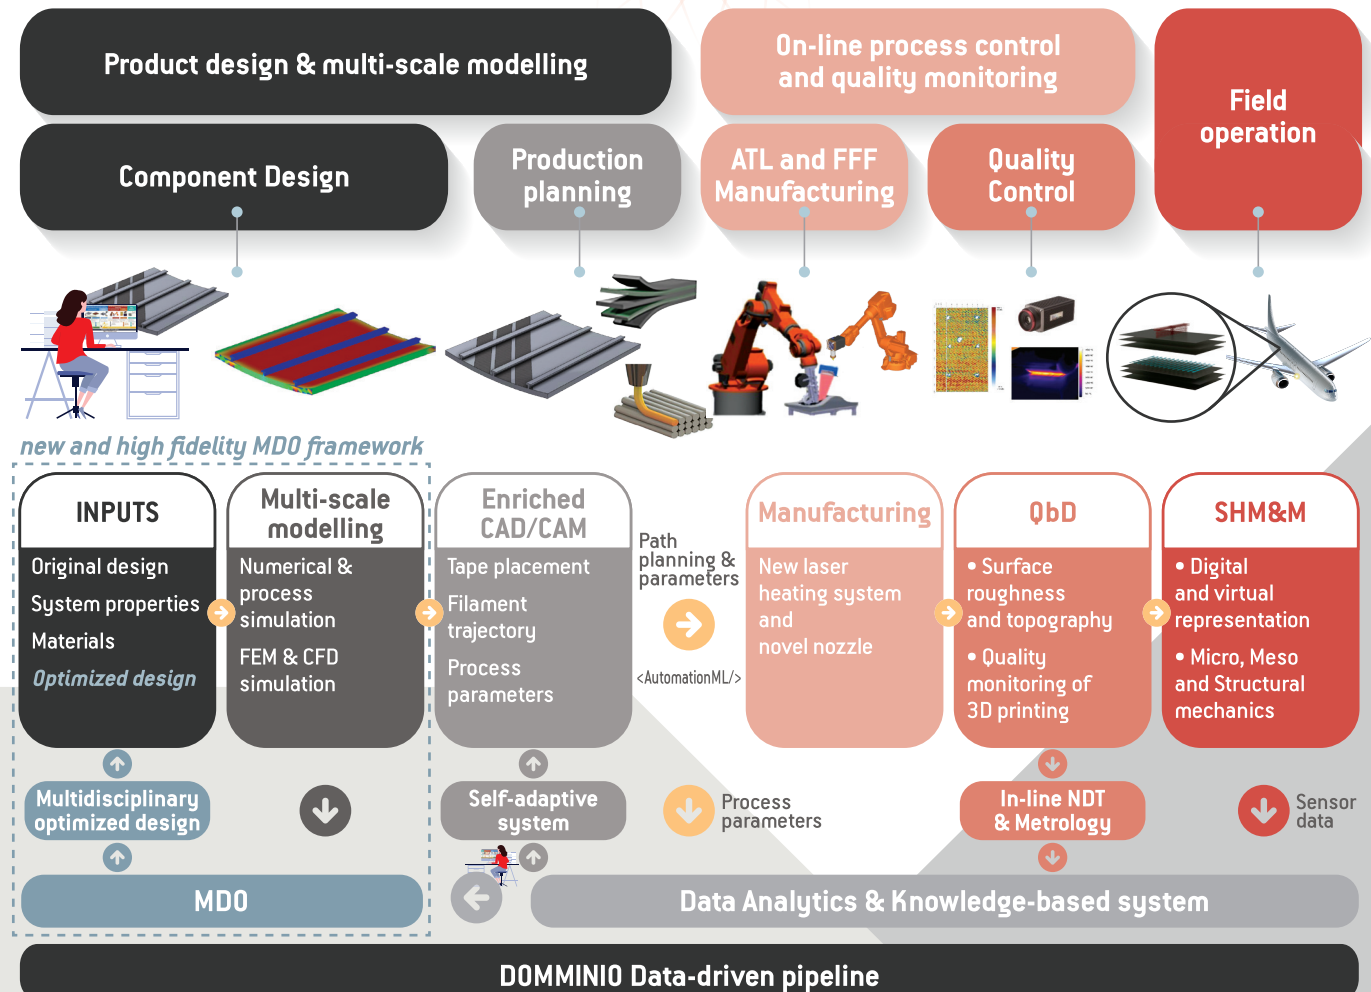 Product design & multi-scale modelling
On-line process control
and quality monitoring
Field
operation
Component Design
Production
planning
ATL and FFF
Manufacturing
Quality
Control
new and high fidelity MDO framework
INPUTS
Original design
System properties
Materials
Optimized design
Multi-scale
modelling
Numerical &
process
simulation
FEM & CFD
simulation
Enriched
CAD/CAM
Tape placement
Filament
trajectory
Process
parameters
Path
planning &
parameters
<AutomationML/>
Manufacturing
New laser
heating system
and
novel nozzle
QbD
• Surface
roughness
and topography
• Quality
monitoring of
3D printing
SHM&M
• Digital
and virtual
representation
• Micro, Meso
and Structural
mechanics
Multidisciplinary
optimized design
Self-adaptive
system
Process
parameters
In-line NDT
& Metrology
Sensor
data
MDO
Data Analytics & Knowledge-based system
DOMMINIO Data-driven pipeline